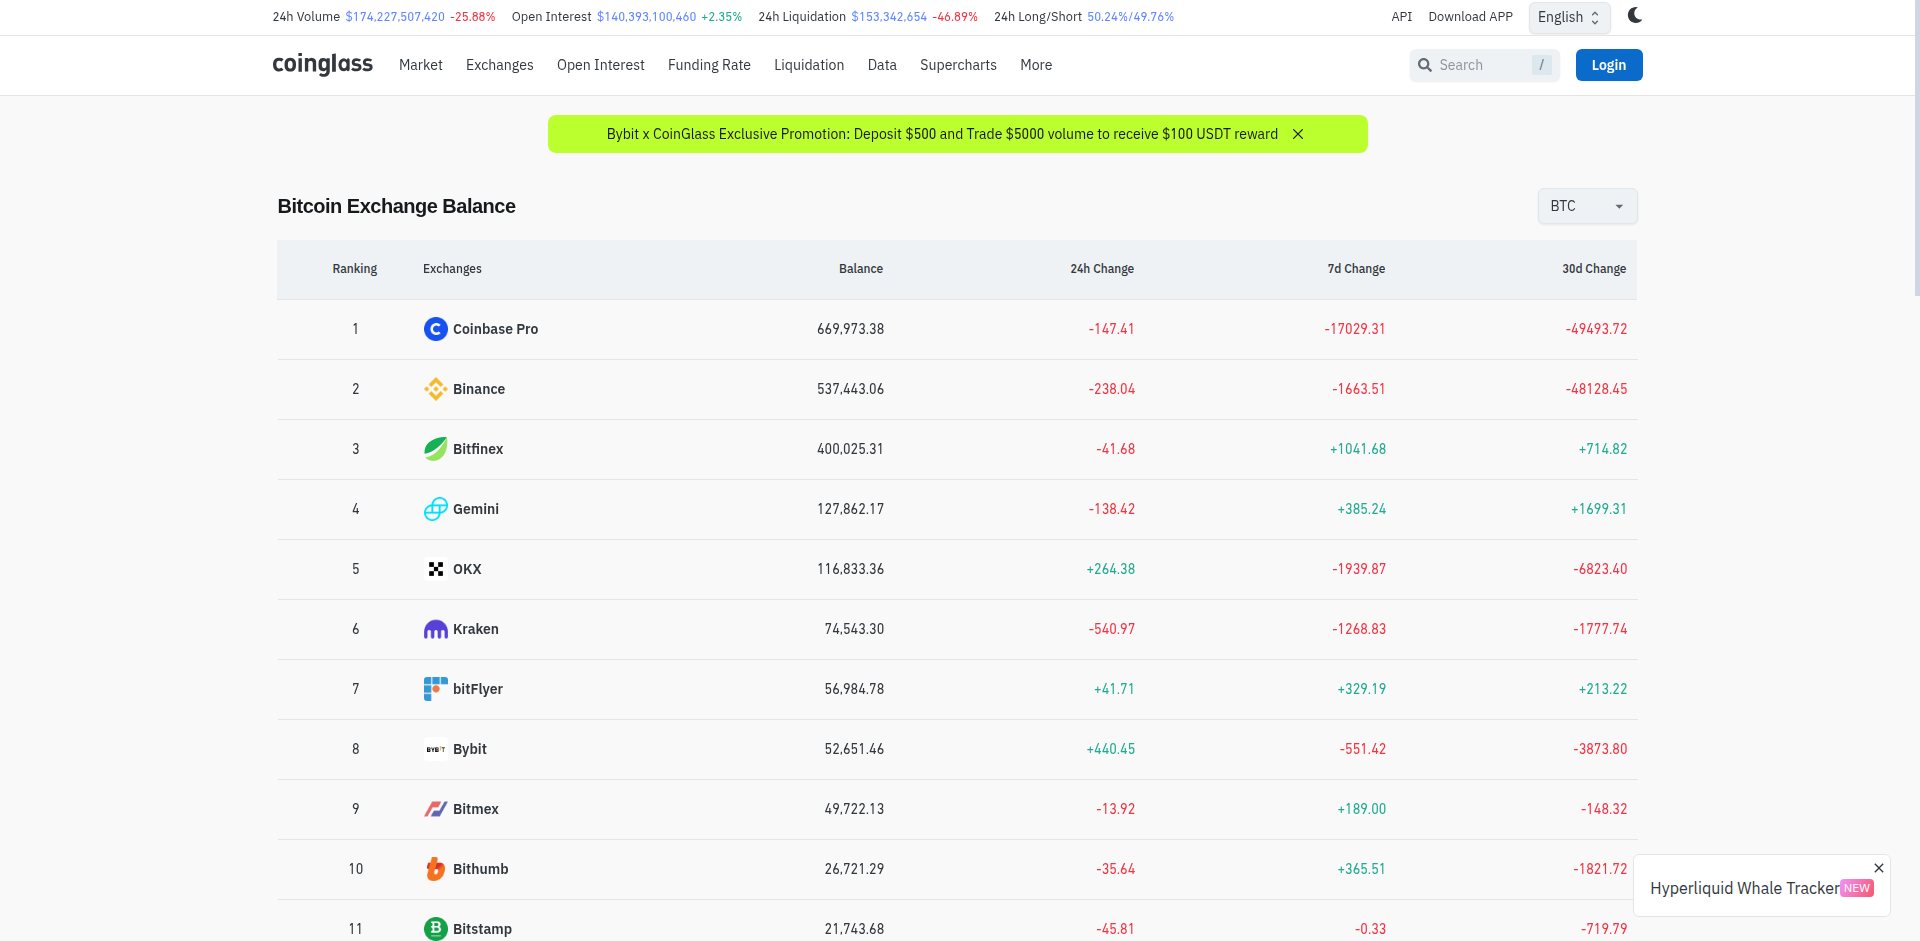 24h Volume $174,227,507,420 -25.88% Open Interest $140,393,100,460 +2.35% 24h Liquidation $153,342,654 -46.89% 24h Long/Short 50.24%/49.76% API Download APP English
coinglass Market Exchanges Open Interest Funding Rate Liquidation Data Supercharts More Search / Login
Bybit x CoinGlass Exclusive Promotion: Deposit $500 and Trade $5000 volume to receive $100 USDT reward
Bitcoin Exchange Balance BTC
Ranking Exchanges Balance 24h Change 7d Change 30d Change
1 Coinbase Pro 669,973.38 -147.41 -17029.31 -49493.72
2 Binance 537,443.06 -238.04 -1663.51 -48128.45
3 Bitfinex 400,025.31 -41.68 +1041.68 +714.82
4 Gemini 127,862.17 -138.42 +385.24 +1699.31
5 OKX 116,833.36 +264.38 -1939.87 -6823.40
6 Kraken 74,543.30 -540.97 -1268.83 -1777.74
7 bitFlyer 56,984.78 +41.71 +329.19 +213.22
8 BYBIT Bybit 52,651.46 +440.45 -551.42 -3873.80
9 Bitmex 49,722.13 -13.92 +189.00 -148.32
10 Bithumb 26,721.29 -35.64 +365.51 -1821.72
Hyperliquid Whale Tracker NEW
11 Bitstamp 21,743.68 -45.81 -0.33 -719.79